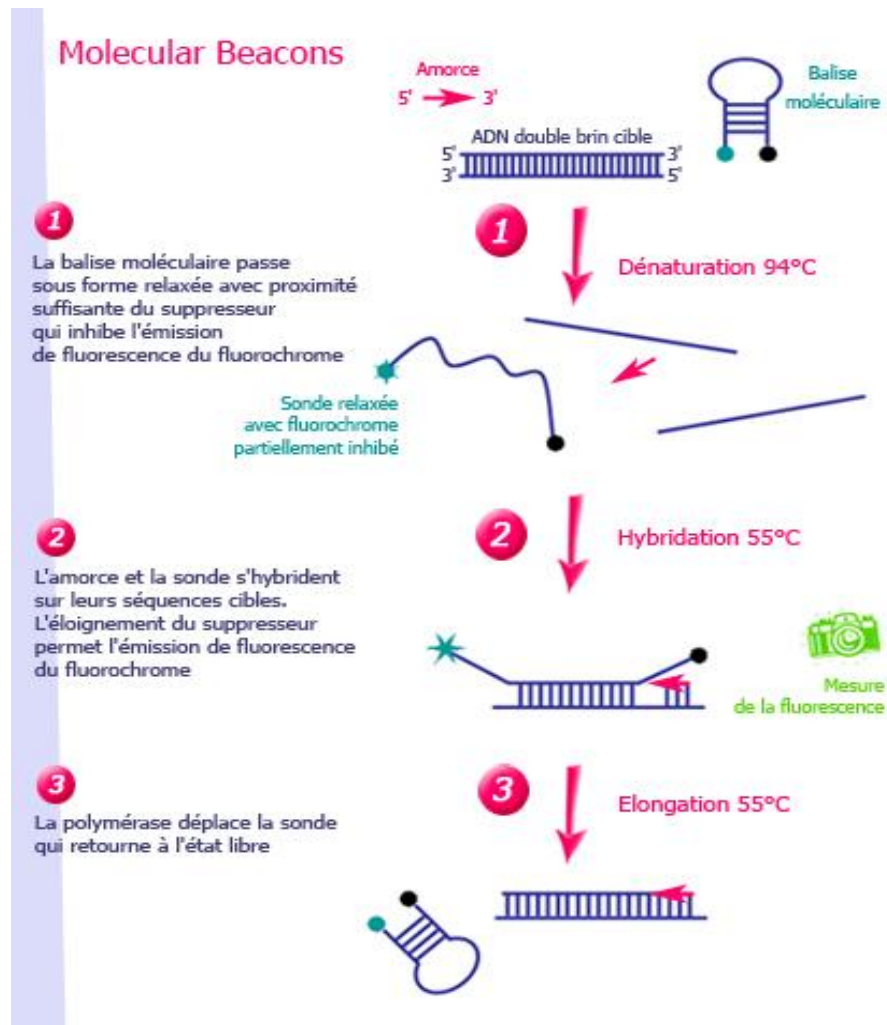 Molecular Beacons
Amorce
5' 3'
Balise
moléculaire
ADN double brin cible
5' 3'
3' 5'
1
La balise moléculaire passe
sous forme relaxée avec proximité
suffisante du suppresseur
qui inhibe l'émission
de fluorescence du fluorochrome
1
Dénaturation 94°C
Sonde relaxée
avec fluorochrome
partiellement inhibé
2
L'amorce et la sonde s'hybrident
sur leurs séquences cibles.
L'éloignement du suppresseur
permet l'émission de fluorescence
du fluorochrome
2
Hybridation 55°C
Mesure
de la fluorescence
3
La polymérase déplace la sonde
qui retourne à l'état libre
3
Elongation 55°C